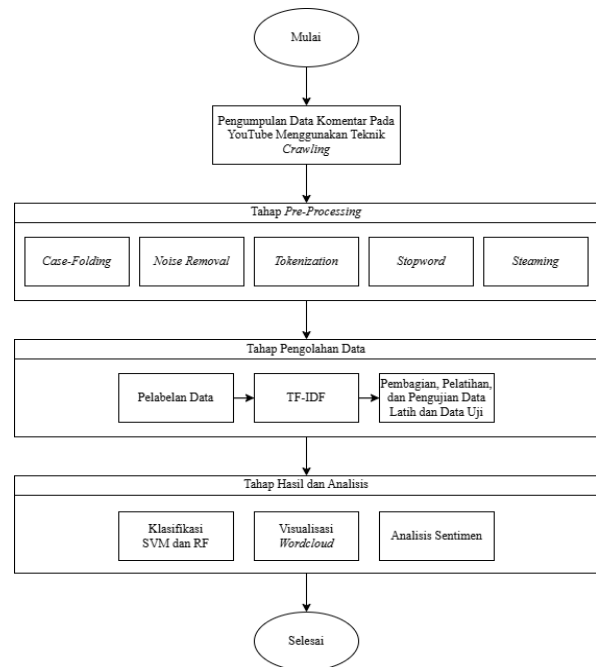 Mulai
Pengumpulan Data Komentar Pada
YouTube Menggunakan Teknik
Crawling
Tahap Pre-Processing
Case-Folding
Noise Removal
Tokenization
Stopword
Steaming
Tahap Pengolahan Data
Pelabelan Data
TF-IDF
Pembagian, Pelatihan,
dan Pengujian Data
Latih dan Data Uji
Tahap Hasil dan Analisis
Klasifikasi
SVM dan RF
Visualisasi
Wordcloud
Analisis Sentimen
Selesai